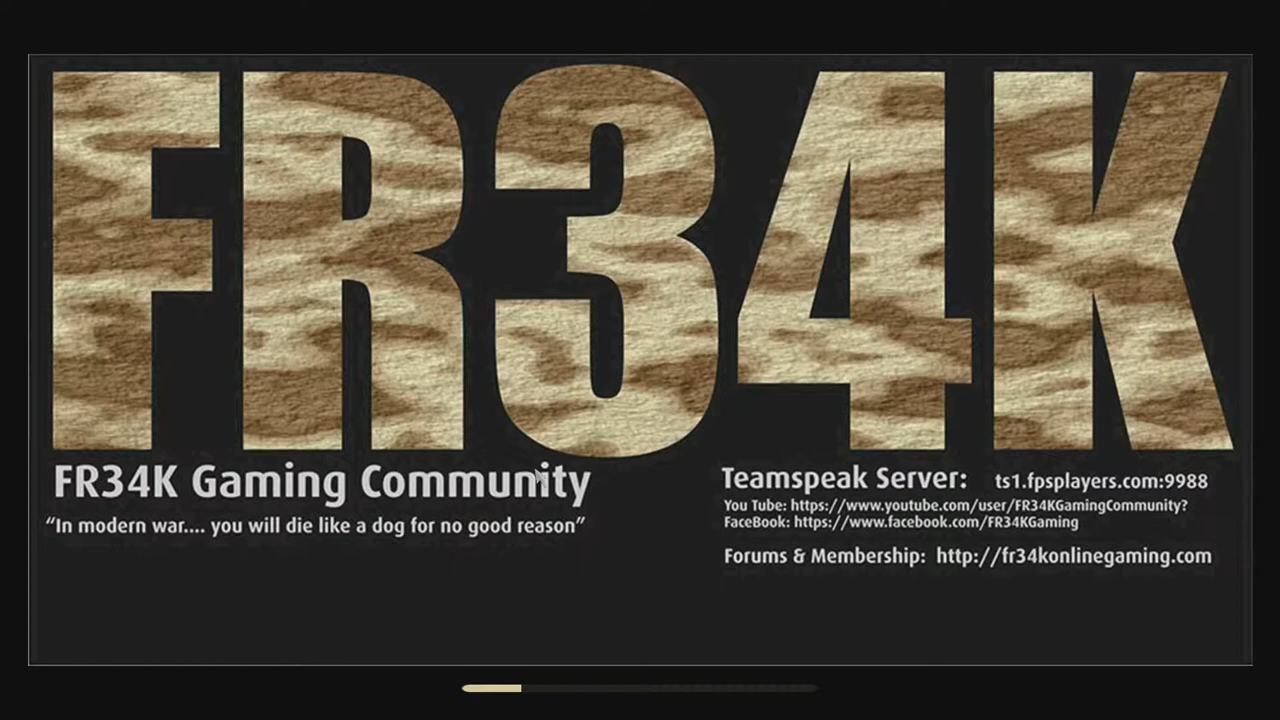 FR34K
FR34K Gaming Community
“In modern war.... you will die like a dog for no good reason”
Teamspeak Server: ts1.fpsplayers.com:9988
You Tube: https://www.youtube.com/user/FR34KGamingCommunity?
FaceBook: https://www.facebook.com/FR34KGaming
Forums & Membership: http://fr34konlinegaming.com